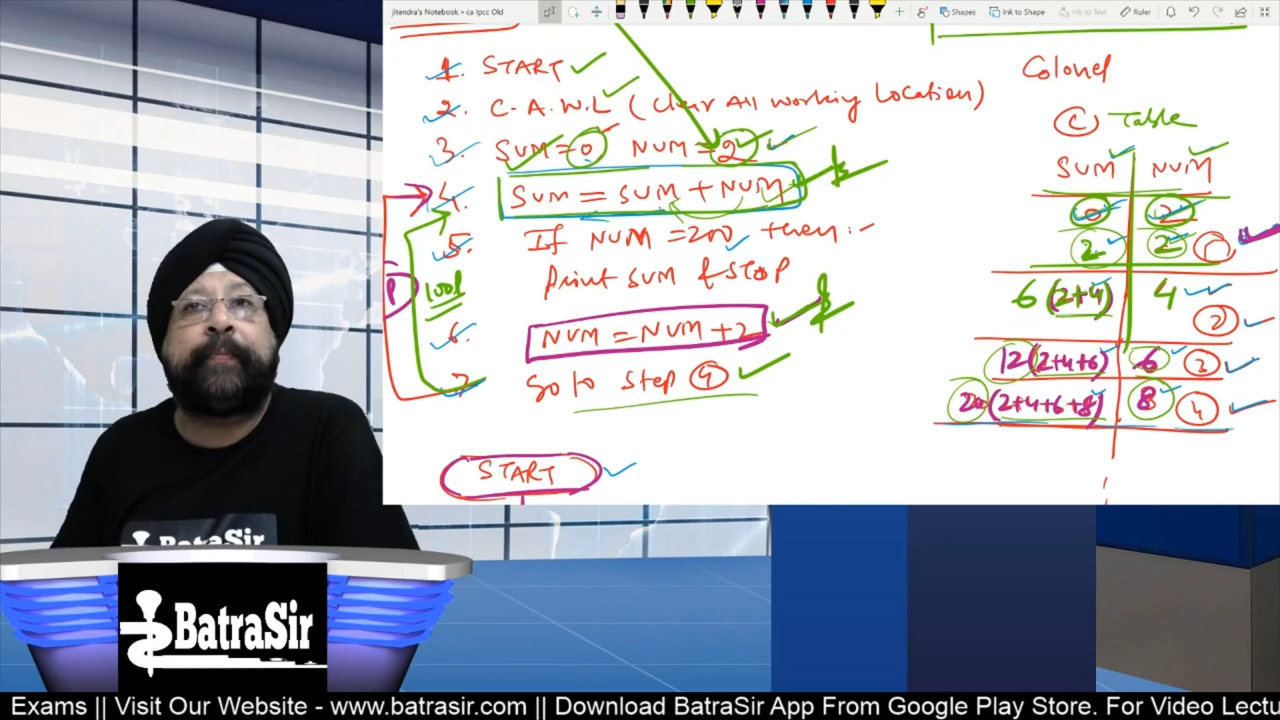 jitendra's Notebook » ca Ipcc Old
Shapes Ink to Shape Ink to Text Ruler
1. START
2. C.A.W.L (Clear All Working Location)
3. SUM=0 NUM=2
4. SUM = SUM + NUM
5. If NUM =200 then:-
Print SUM & STOP
6. NUM = NUM + 2
7. Go to Step 4
loop
START
Colonel
C Table
SUM NUM
0 2
2 2 1
6 (2+4) 4 2
12 (2+4+6) 6 3
20 (2+4+6+8) 8 4
BatraSir
BatraSir
Exams || Visit Our Website - www.batrasir.com || Download BatraSir App From Google Play Store. For Video Lectu